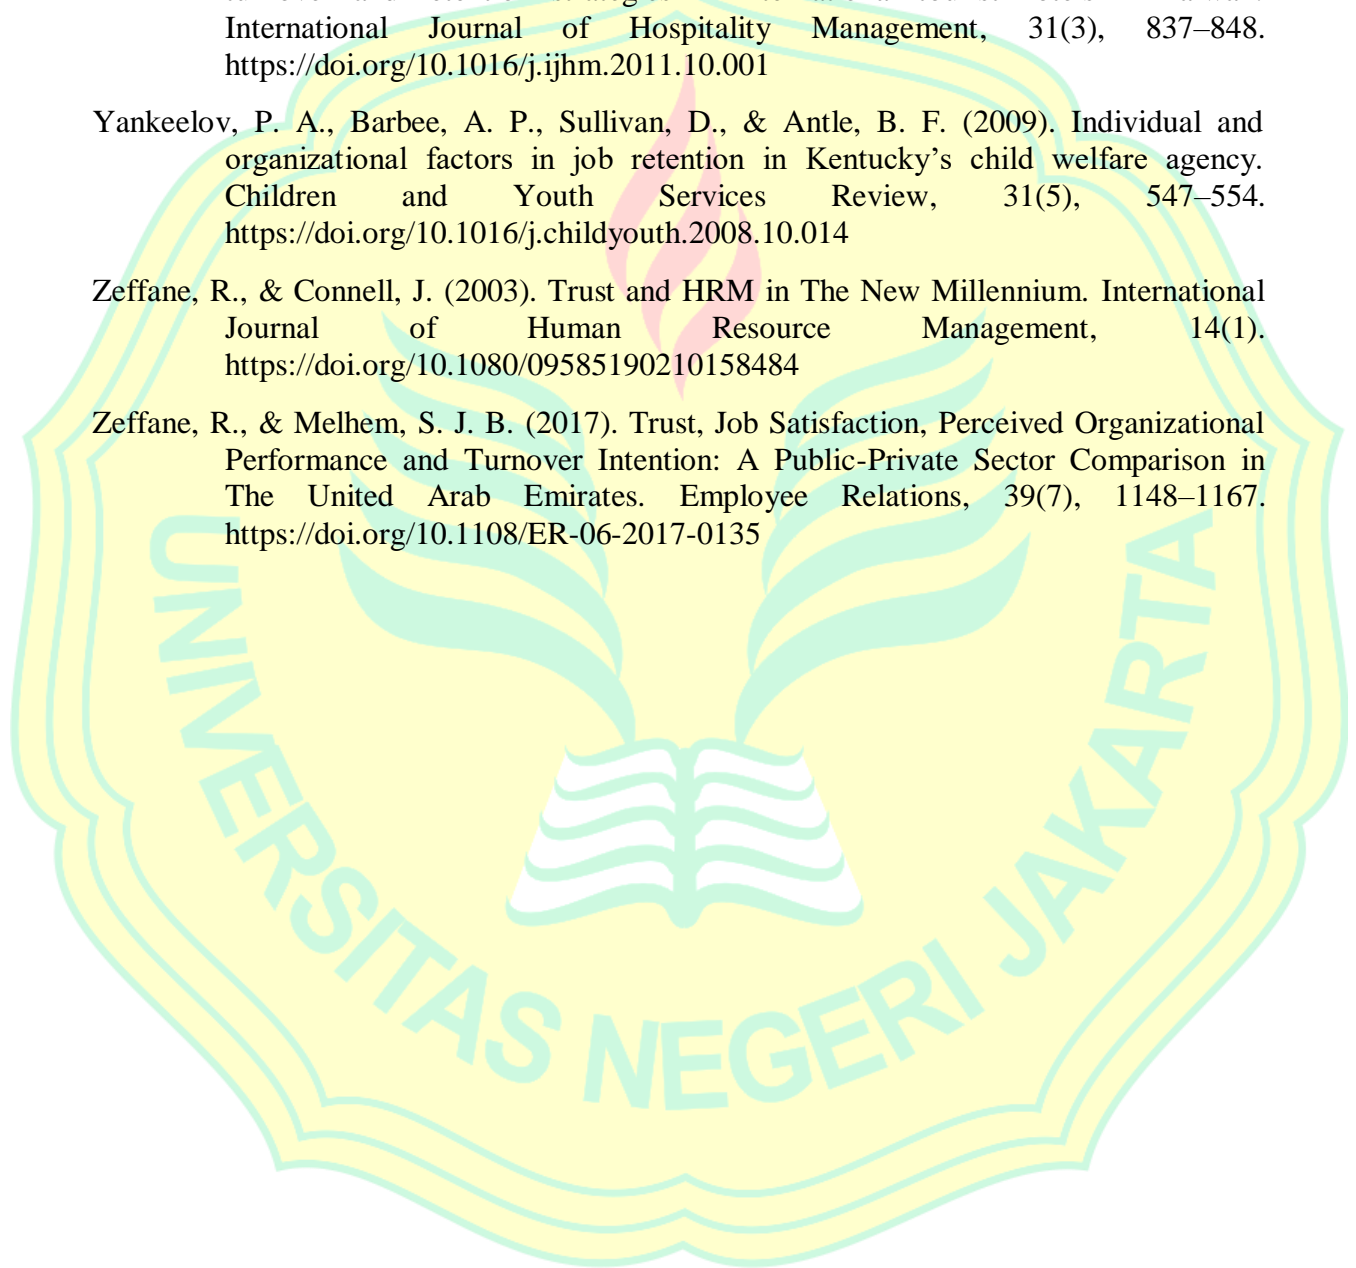 International Journal of Hospitality Management, 31(3), 837–848.
https://doi.org/10.1016/j.ijhm.2011.10.001
Yankeelov, P. A., Barbee, A. P., Sullivan, D., & Antle, B. F. (2009). Individual and
organizational factors in job retention in Kentucky’s child welfare agency.
Children and Youth Services Review, 31(5), 547–554.
https://doi.org/10.1016/j.childyouth.2008.10.014
Zeffane, R., & Connell, J. (2003). Trust and HRM in The New Millennium. International
Journal of Human Resource Management, 14(1).
https://doi.org/10.1080/09585190210158484
Zeffane, R., & Melhem, S. J. B. (2017). Trust, Job Satisfaction, Perceived Organizational
Performance and Turnover Intention: A Public-Private Sector Comparison in
The United Arab Emirates. Employee Relations, 39(7), 1148–1167.
https://doi.org/10.1108/ER-06-2017-0135
UNIVERSITAS NEGERI JAKARTA